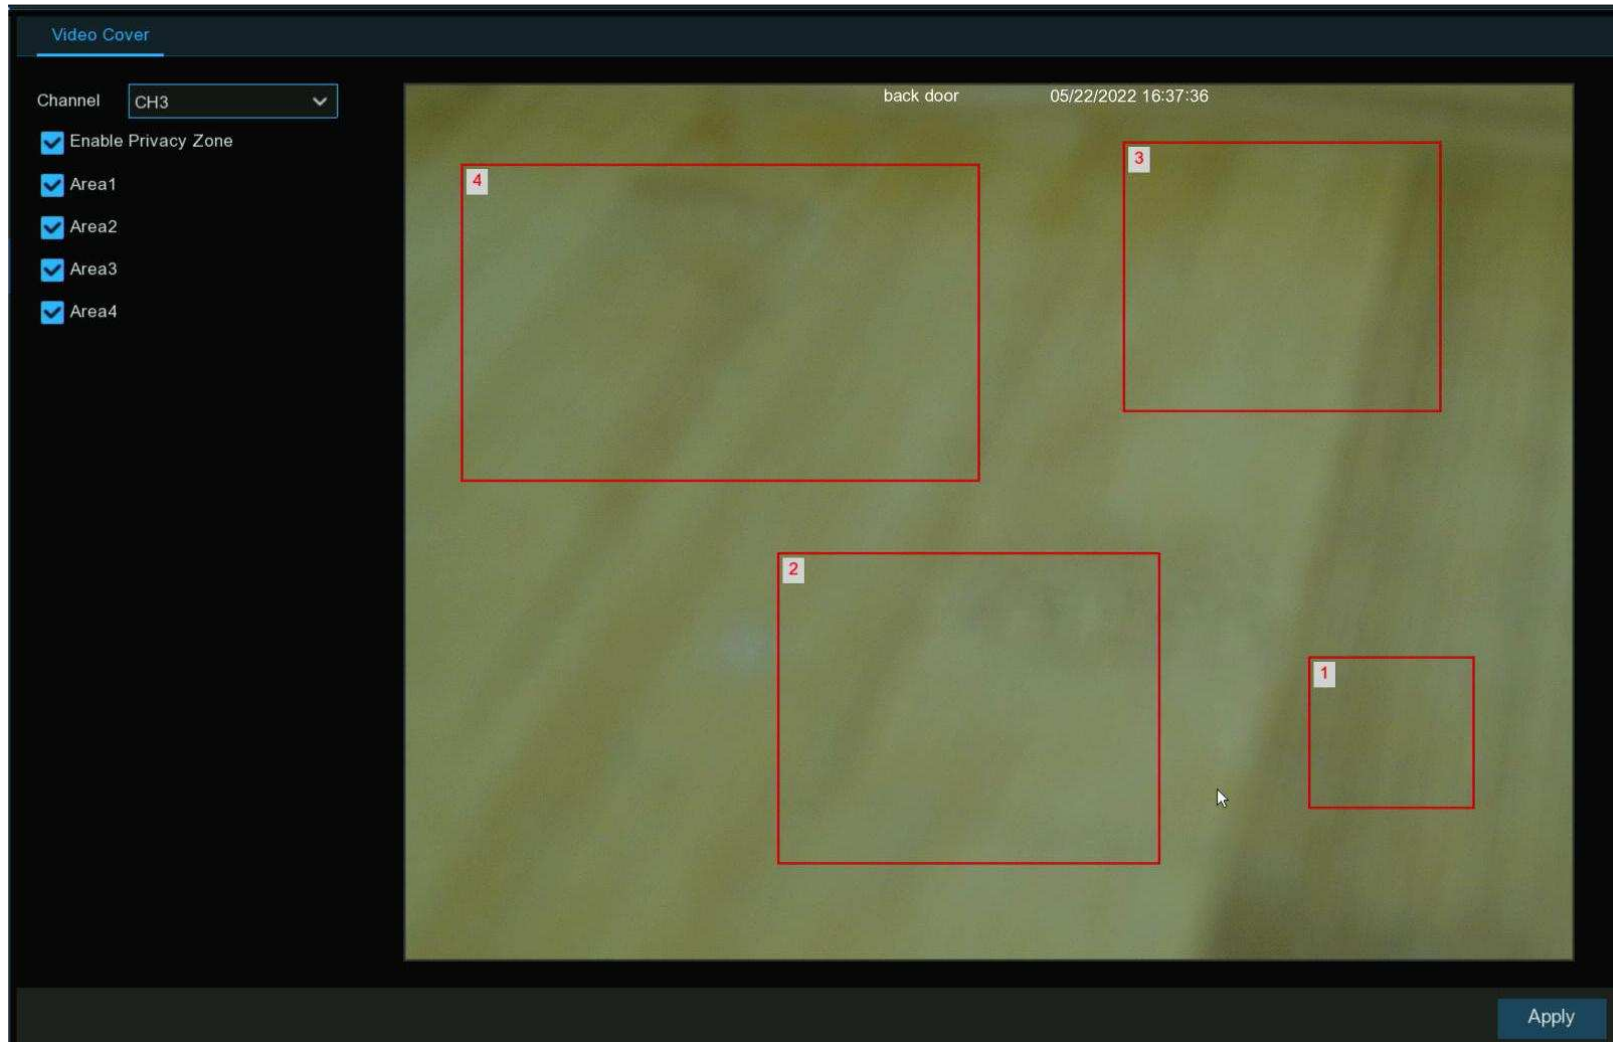 Video Cover
Channel CH3
back door 05/22/2022 16:37:36
Enable Privacy Zone
Area1
Area2
Area3
Area4
4
3
2
1
Apply